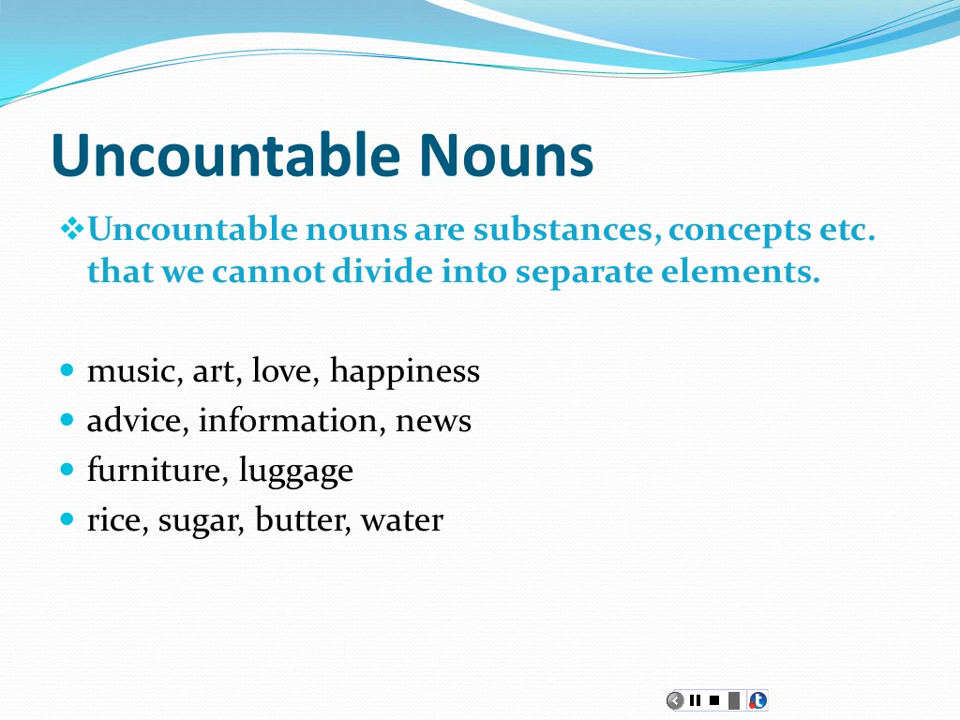 Uncountable Nouns
❖Uncountable nouns are substances, concepts etc.
that we cannot divide into separate elements.
• music, art, love, happiness
• advice, information, news
• furniture, luggage
• rice, sugar, butter, water
t